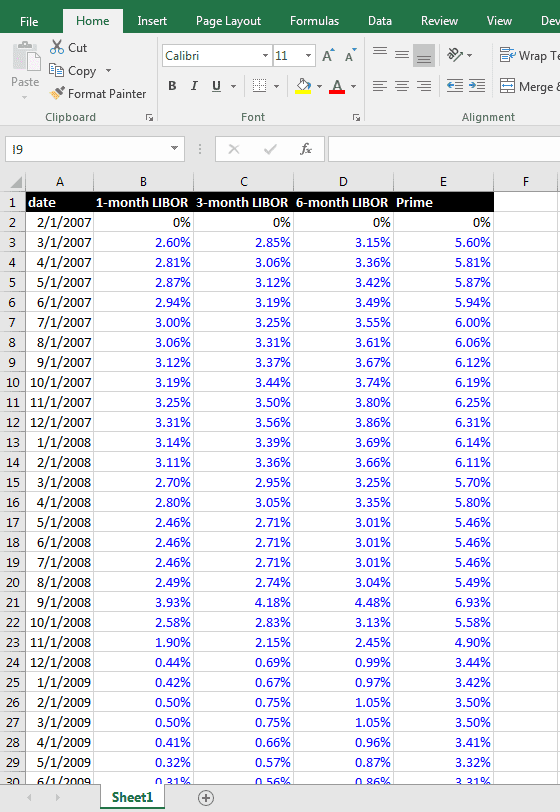 File Home Insert Page Layout Formulas Data Review View Dev
Cut
Copy
Format Painter
Paste
Calibri 11 A A
B I U A
Wrap Te
Merge &
Clipboard Font Alignment
I9 fx
A B C D E F
1 date 1-month LIBOR 3-month LIBOR 6-month LIBOR Prime
2 2/1/2007 0% 0% 0% 0%
3 3/1/2007 2.60% 2.85% 3.15% 5.60%
4 4/1/2007 2.81% 3.06% 3.36% 5.81%
5 5/1/2007 2.87% 3.12% 3.42% 5.87%
6 6/1/2007 2.94% 3.19% 3.49% 5.94%
7 7/1/2007 3.00% 3.25% 3.55% 6.00%
8 8/1/2007 3.06% 3.31% 3.61% 6.06%
9 9/1/2007 3.12% 3.37% 3.67% 6.12%
10 10/1/2007 3.19% 3.44% 3.74% 6.19%
11 11/1/2007 3.25% 3.50% 3.80% 6.25%
12 12/1/2007 3.31% 3.56% 3.86% 6.31%
13 1/1/2008 3.14% 3.39% 3.69% 6.14%
14 2/1/2008 3.11% 3.36% 3.66% 6.11%
15 3/1/2008 2.70% 2.95% 3.25% 5.70%
16 4/1/2008 2.80% 3.05% 3.35% 5.80%
17 5/1/2008 2.46% 2.71% 3.01% 5.46%
18 6/1/2008 2.46% 2.71% 3.01% 5.46%
19 7/1/2008 2.46% 2.71% 3.01% 5.46%
20 8/1/2008 2.49% 2.74% 3.04% 5.49%
21 9/1/2008 3.93% 4.18% 4.48% 6.93%
22 10/1/2008 2.58% 2.83% 3.13% 5.58%
23 11/1/2008 1.90% 2.15% 2.45% 4.90%
24 12/1/2008 0.44% 0.69% 0.99% 3.44%
25 1/1/2009 0.42% 0.67% 0.97% 3.42%
26 2/1/2009 0.50% 0.75% 1.05% 3.50%
27 3/1/2009 0.50% 0.75% 1.05% 3.50%
28 4/1/2009 0.41% 0.66% 0.96% 3.41%
29 5/1/2009 0.32% 0.57% 0.87% 3.32%
30 6/1/2009 0.31% 0.56% 0.86% 3.31%
Sheet1